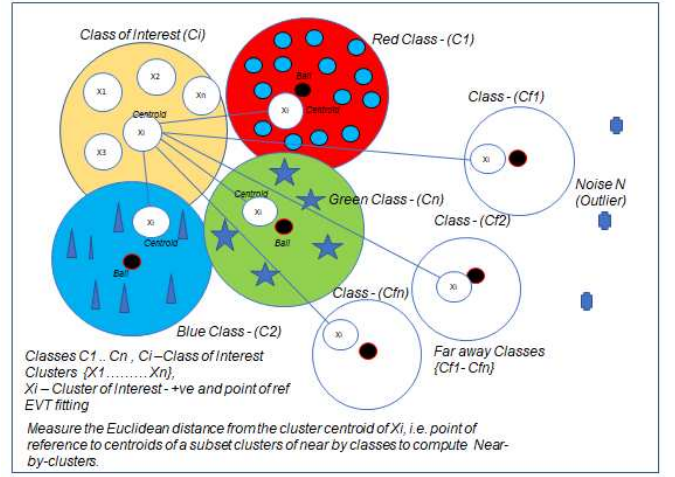 Class of Interest (Ci)
Red Class - (C1)
X1
X2
Xn
X3
Centroid
Xi
Ball
Xi
Centroid
Class - (Cf1)
Xi
Noise N
(Outlier)
Centroid
Xi
Green Class - (Cn)
Ball
Xi
Centroid
Ball
Class - (Cf2)
Xi
Class - (Cfn)
Xi
Blue Class - (C2)
Far away Classes
{Cf1- Cfn}
Classes C1 .. Cn , Ci –Class of Interest
Clusters {X1………Xn},
Xi – Cluster of Interest - +ve and point of ref
EVT fitting
Measure the Euclidean distance from the cluster centroid of Xi, i.e. point of
reference to centroids of a subset clusters of near by classes to compute Near-
by-clusters.